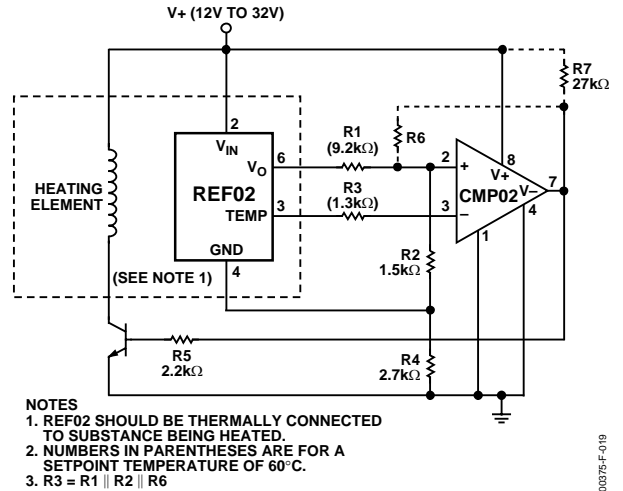 V+ (12V TO 32V)
R7
27kΩ
2
VIN
R1
(9.2kΩ)
R6
VO
6
2
+
8
V+
7
HEATING
ELEMENT
REF02
R3
(1.3kΩ)
CMP02
V–
TEMP
3
3
–
4
1
GND
(SEE NOTE 1)
4
R2
1.5kΩ
R5
2.2kΩ
R4
2.7kΩ
NOTES
1. REF02 SHOULD BE THERMALLY CONNECTED
TO SUBSTANCE BEING HEATED.
2. NUMBERS IN PARENTHESES ARE FOR A
SETPOINT TEMPERATURE OF 60°C.
3. R3 = R1 || R2 || R6
00375-F-019